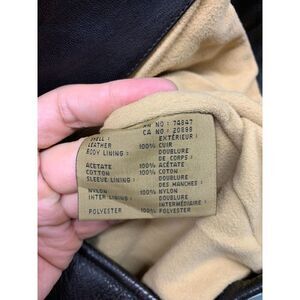 RN NO : 74847
CA NO : 20898
SHELL : EXTÉRIEUR :
LEATHER 100% CUIR
BODY LINING : DOUBLURE
DE CORPS :
ACETATE 100% ACÉTATE
COTTON 100% COTON
SLEEVE LINING : DOUBLURE
DES MANCHES :
NYLON 100% NYLON
INTER LINING : DOUBLURE
INTERMÉDIAIRE :
POLYESTER 100% POLYESTER